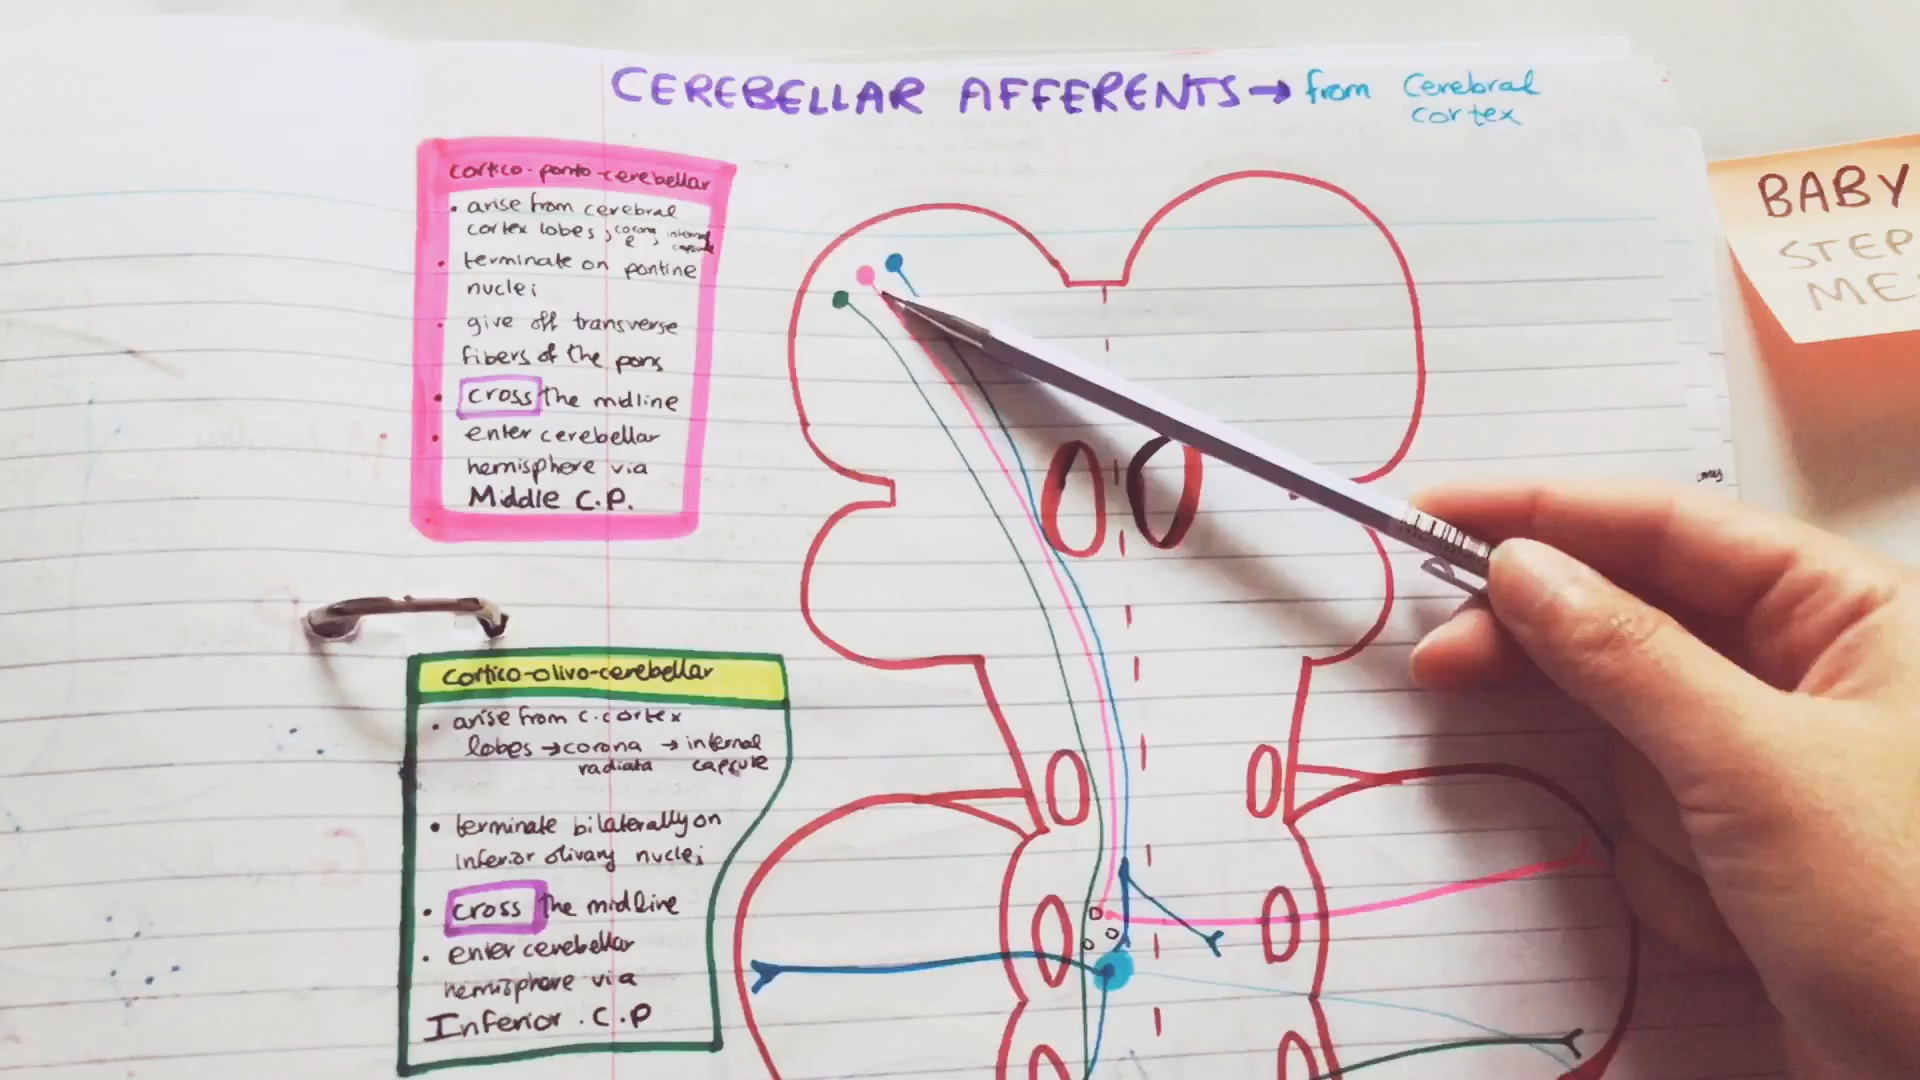 CEREBELLAR AFFERENTS → from Cerebral
cortex
cortico-ponto-cerebellar
• arise from cerebral
cortex lobes, corona
internal
capsule
• terminate on pontine
nuclei
• give off transverse
fibers of the pons
• cross the midline
• enter cerebellar
hemisphere via
Middle C.P.
cortico-olivo-cerebellar
• arise from c.cortex
lobes → corona → internal
radiata capsule
• terminate bilaterally on
inferior olivary nuclei
• cross the midline
• enter cerebellar
hemisphere via
Inferior . C.P
BABY
STEP
ME